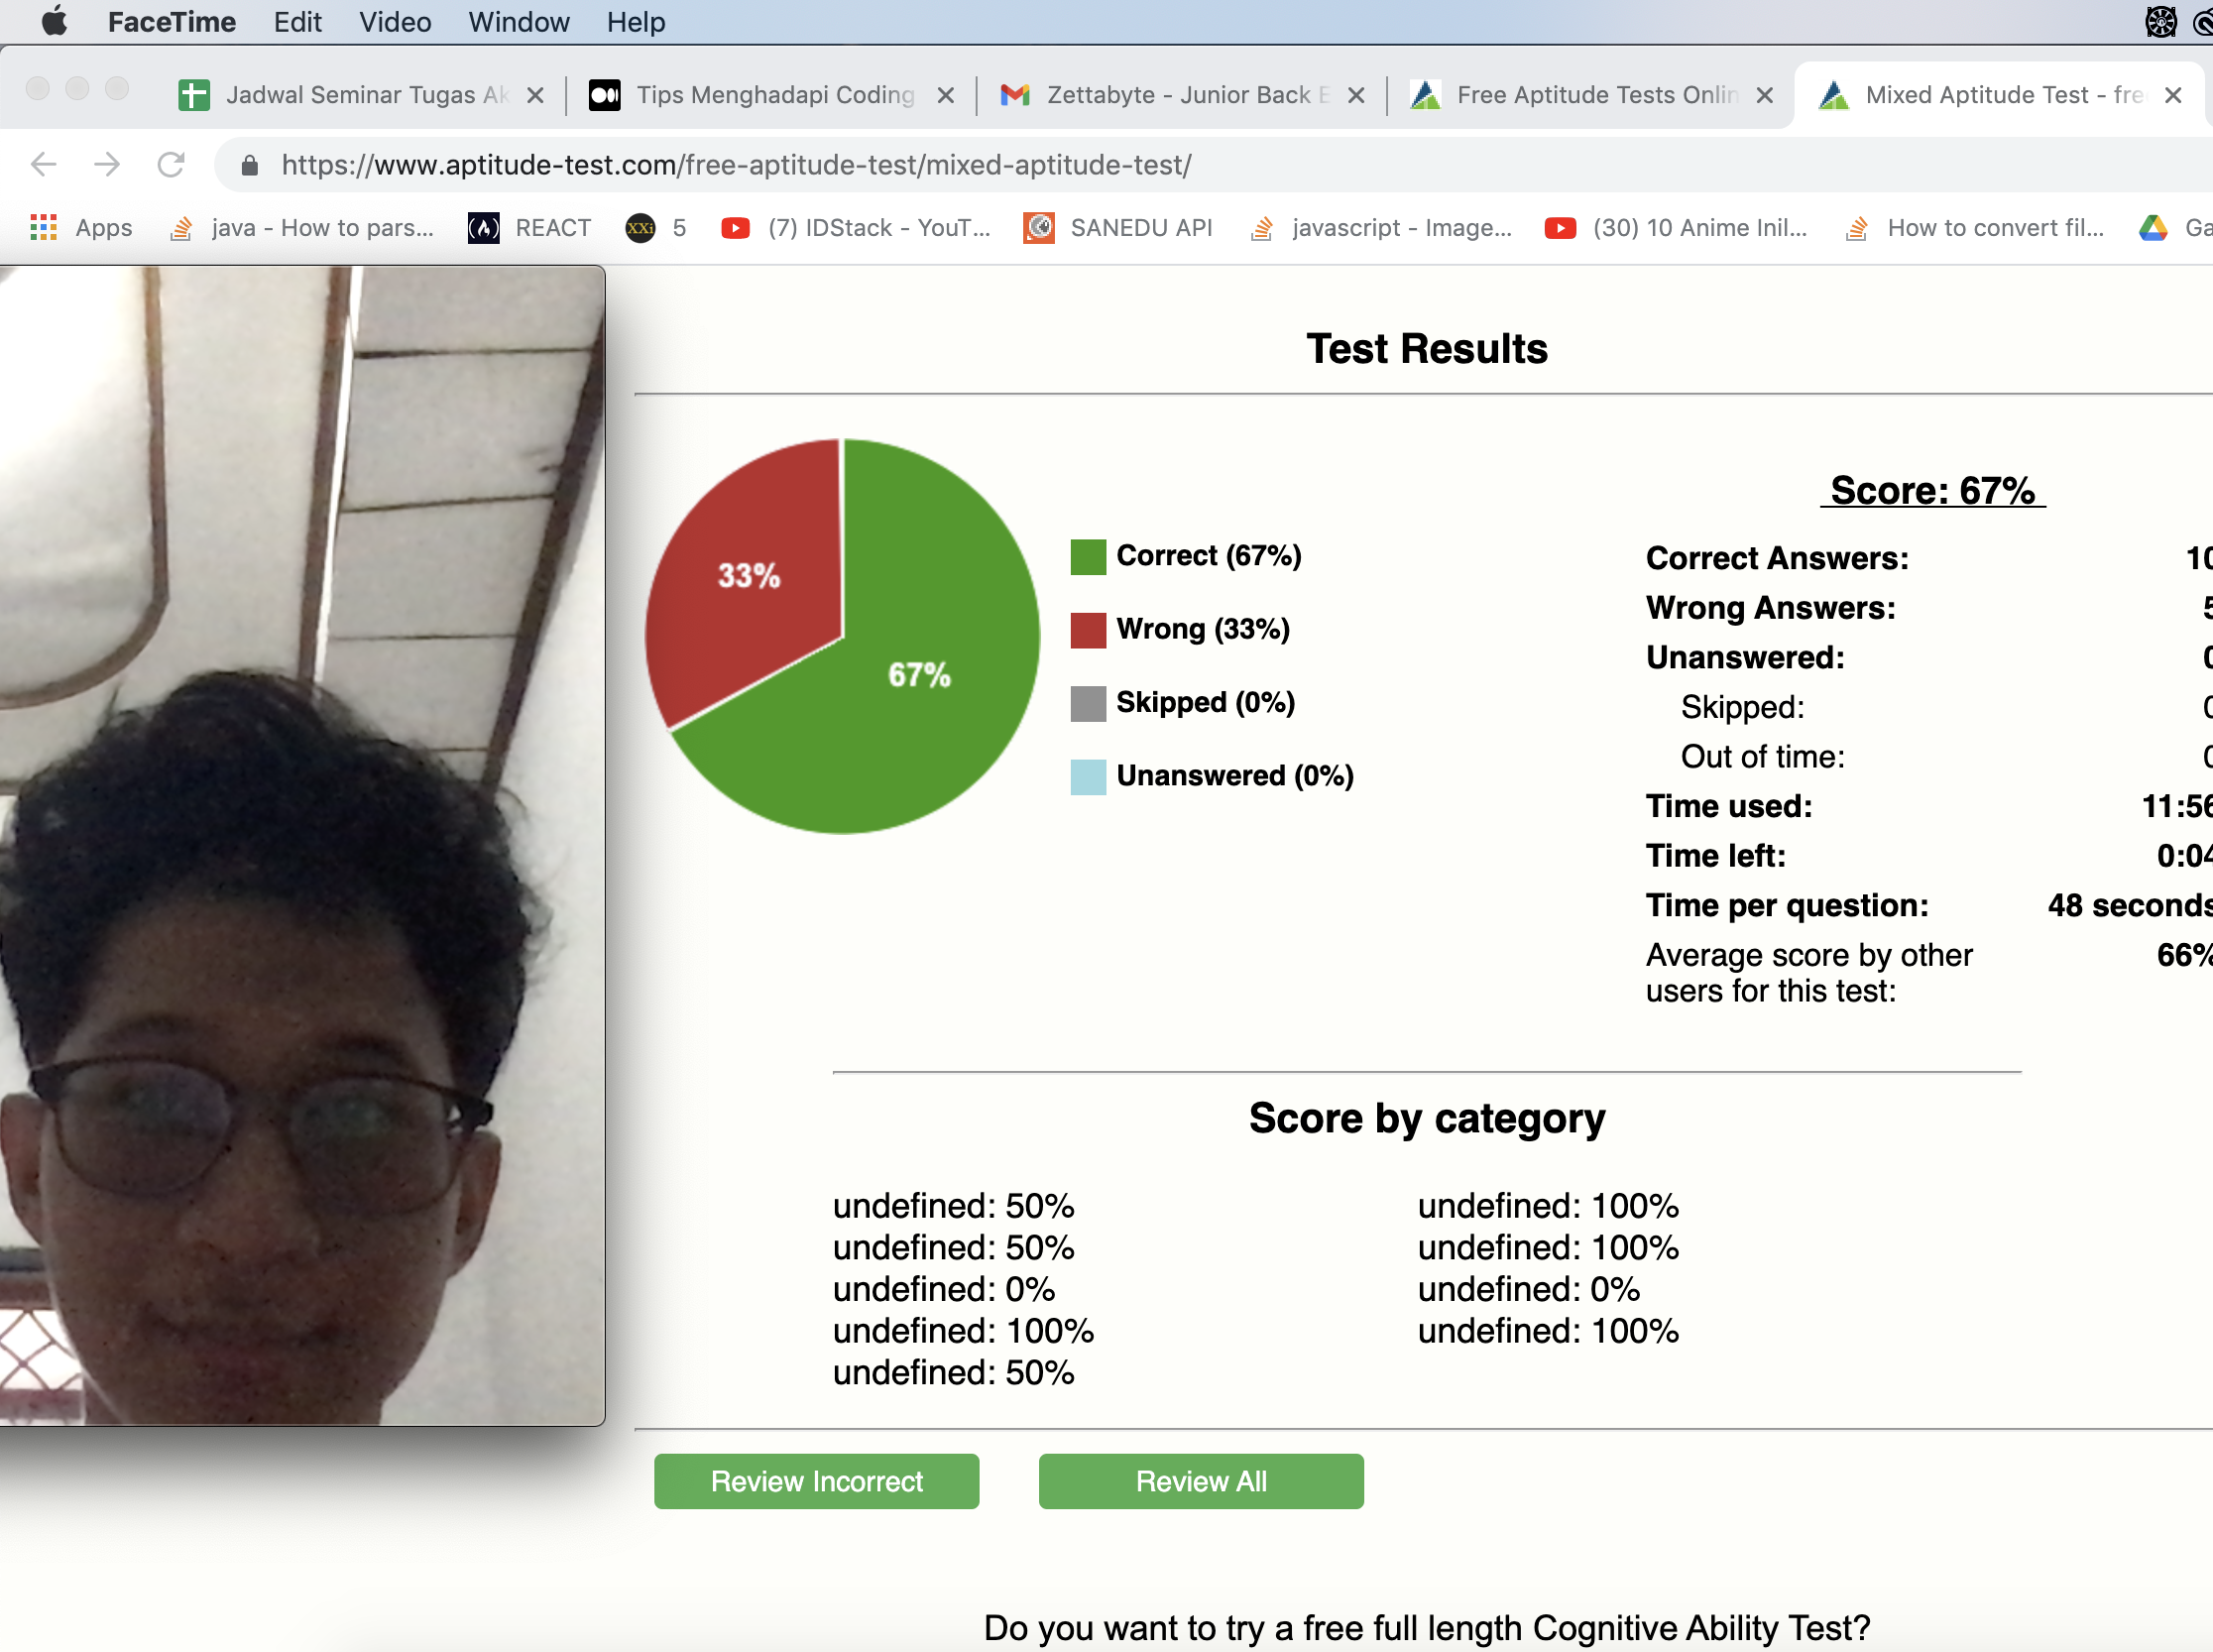 FaceTime Edit Video Window Help
Jadwal Seminar Tugas Ak
Tips Menghadapi Coding
Zettabyte - Junior Back E
Free Aptitude Tests Onlin
Mixed Aptitude Test - fre
https://www.aptitude-test.com/free-aptitude-test/mixed-aptitude-test/
Apps
java - How to pars...
REACT
XXI 5
(7) IDStack - YouT...
SANEDU API
javascript - Image...
(30) 10 Anime Inil...
How to convert fil...
Ga
Test Results
33%
67%
Correct (67%)
Wrong (33%)
Skipped (0%)
Unanswered (0%)
Score: 67%
Correct Answers: 10
Wrong Answers: 5
Unanswered: 0
Skipped: 0
Out of time: 0
Time used: 11:56
Time left: 0:04
Time per question: 48 seconds
Average score by other 66%
users for this test:
Score by category
undefined: 50% undefined: 100%
undefined: 50% undefined: 100%
undefined: 0% undefined: 0%
undefined: 100% undefined: 100%
undefined: 50%
Review Incorrect
Review All
Do you want to try a free full length Cognitive Ability Test?